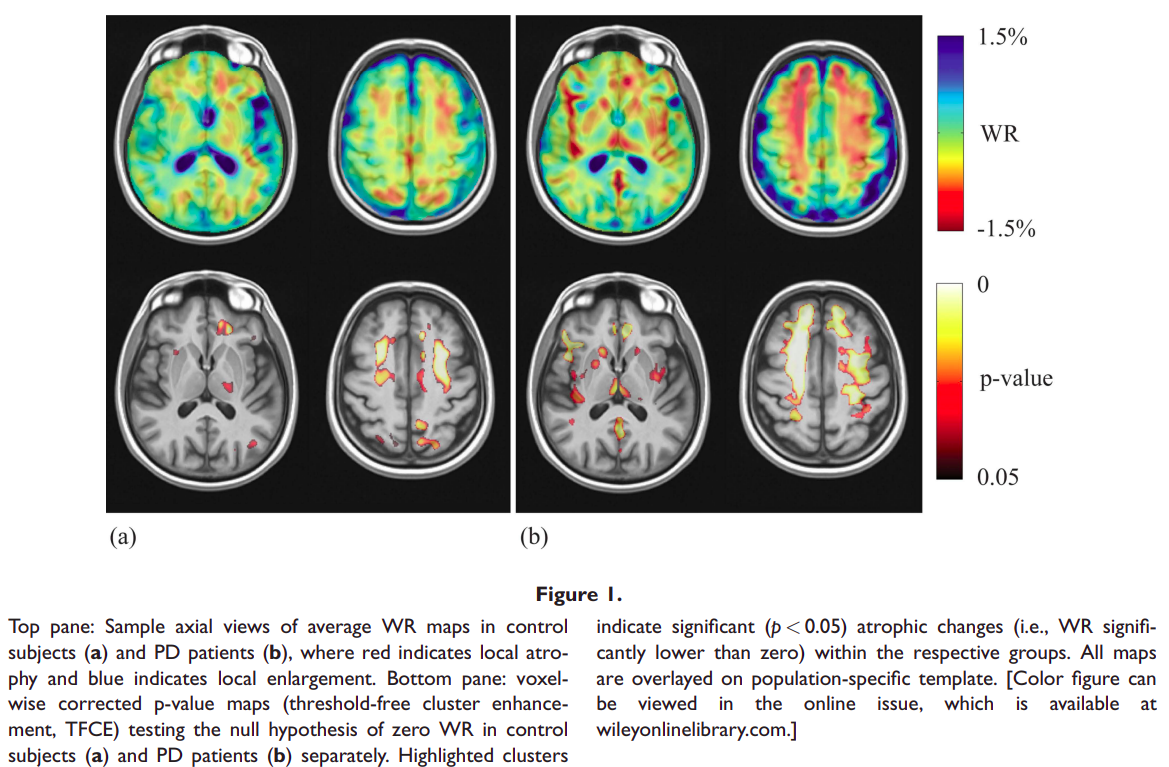 1.5%
WR
-1.5%
0
p-value
0.05
(a)
(b)
Figure 1.
Top pane: Sample axial views of average WR maps in control
subjects (a) and PD patients (b), where red indicates local atro-
phy and blue indicates local enlargement. Bottom pane: voxel-
wise corrected p-value maps (threshold-free cluster enhance-
ment, TFCE) testing the null hypothesis of zero WR in control
subjects (a) and PD patients (b) separately. Highlighted clusters
indicate significant (p < 0.05) atrophic changes (i.e., WR signifi-
cantly lower than zero) within the respective groups. All maps
are overlayed on population-specific template. [Color figure can
be viewed in the online issue, which is available at
wileyonlinelibrary.com.]